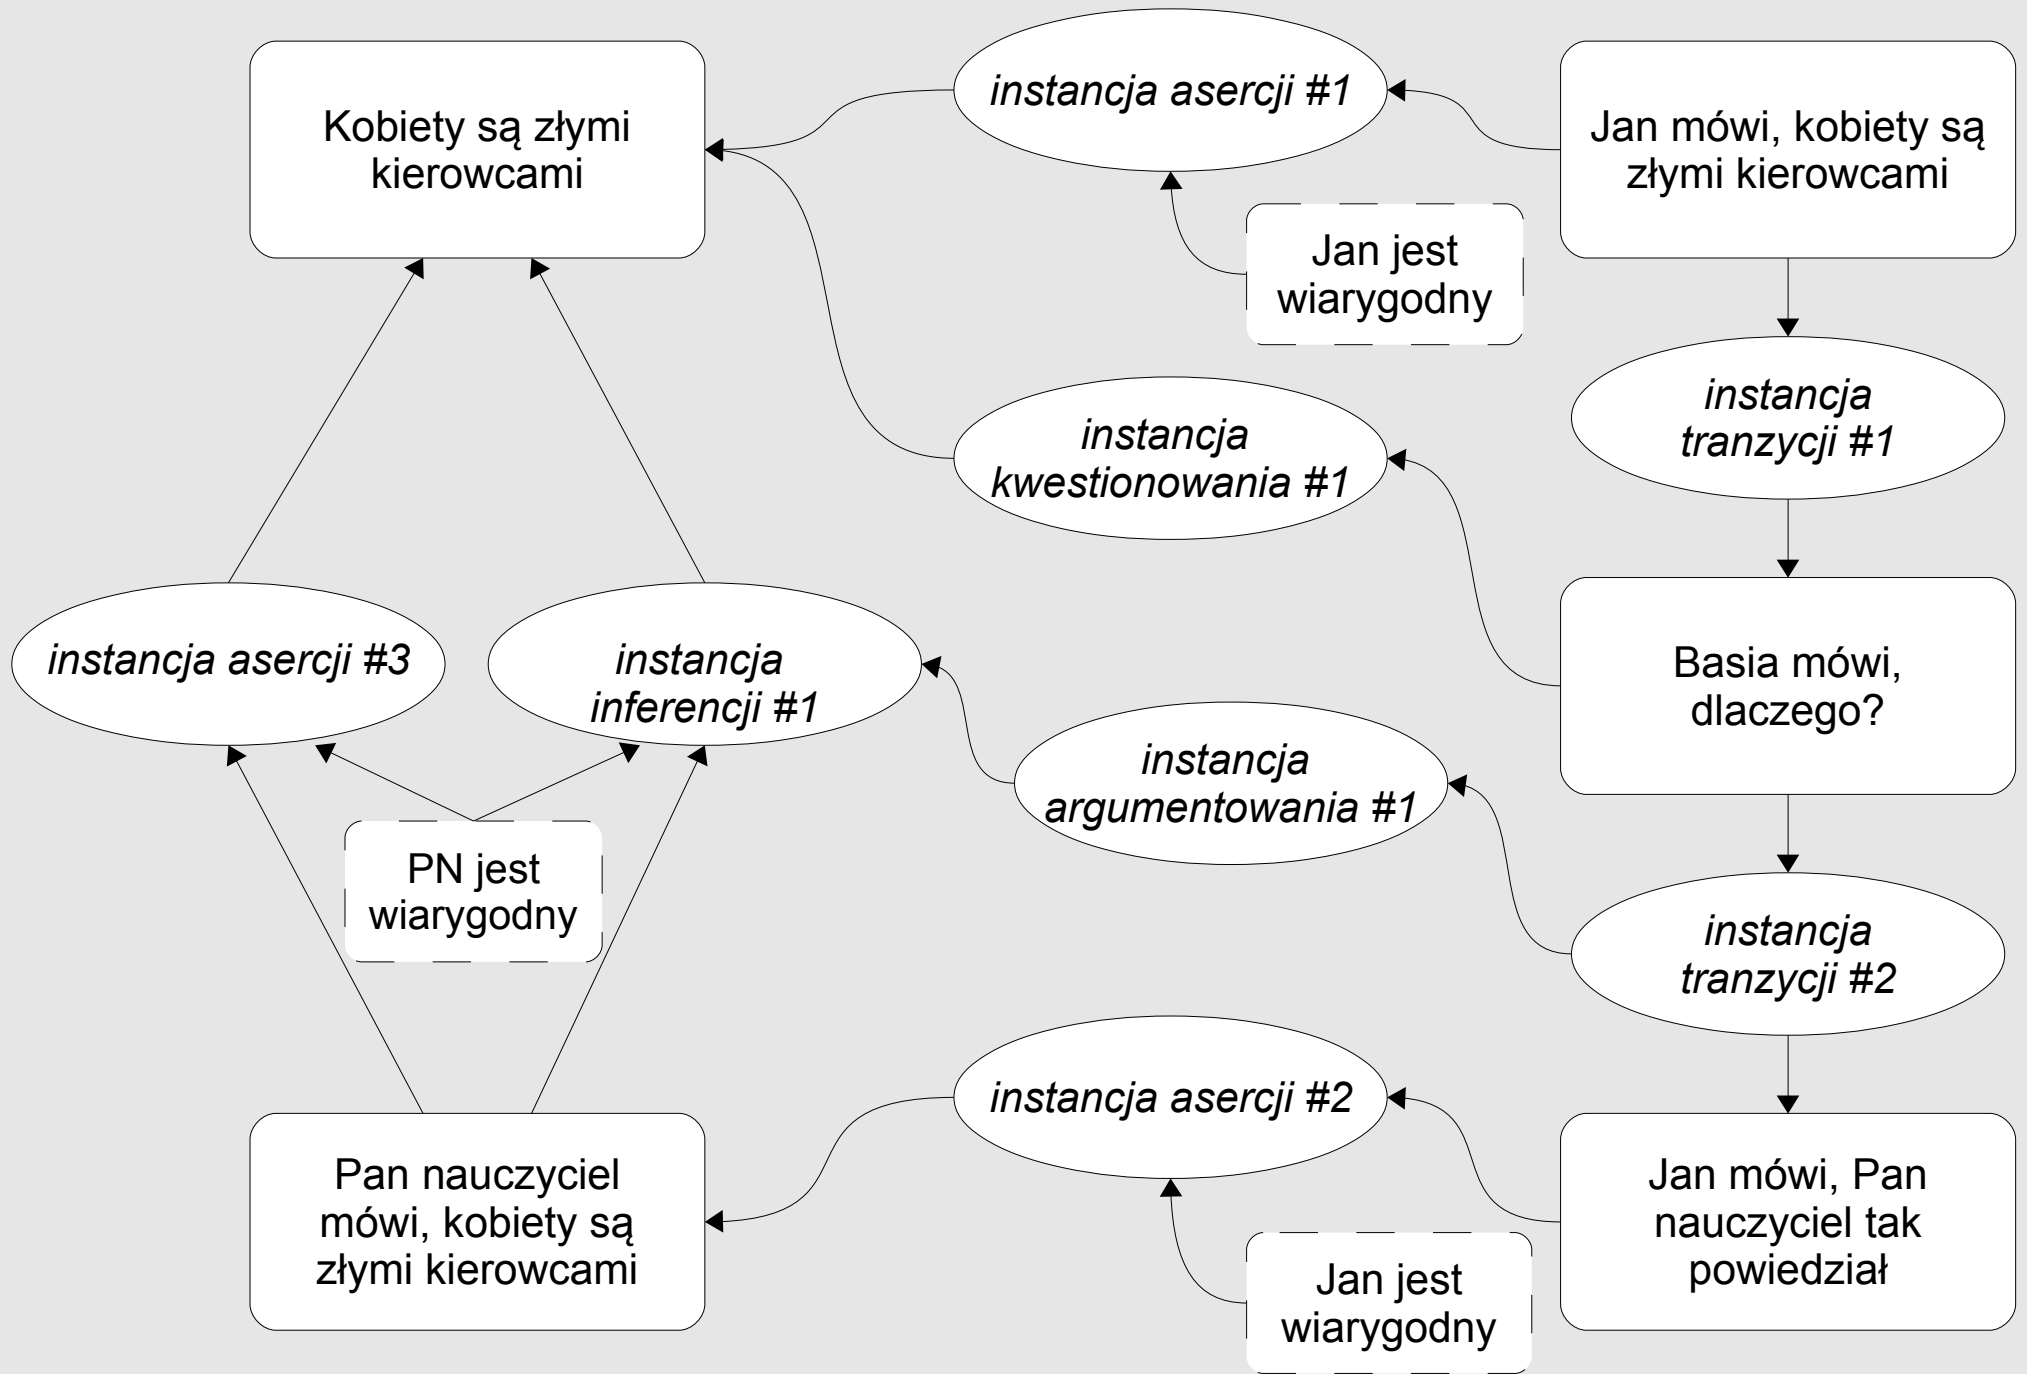 Kobiety są złymi
kierowcami
instancja asercji #1
Jan mówi, kobiety są
złymi kierowcami
Jan jest
wiarygodny
instancja
tranzycji #1
instancja
kwestionowania #1
Basia mówi,
dlaczego?
instancja asercji #3
instancja
inferencji #1
instancja
argumentowania #1
PN jest
wiarygodny
instancja
tranzycji #2
instancja asercji #2
Pan nauczyciel
mówi, kobiety są
złymi kierowcami
Jan mówi, Pan
nauczyciel tak
powiedział
Jan jest
wiarygodny